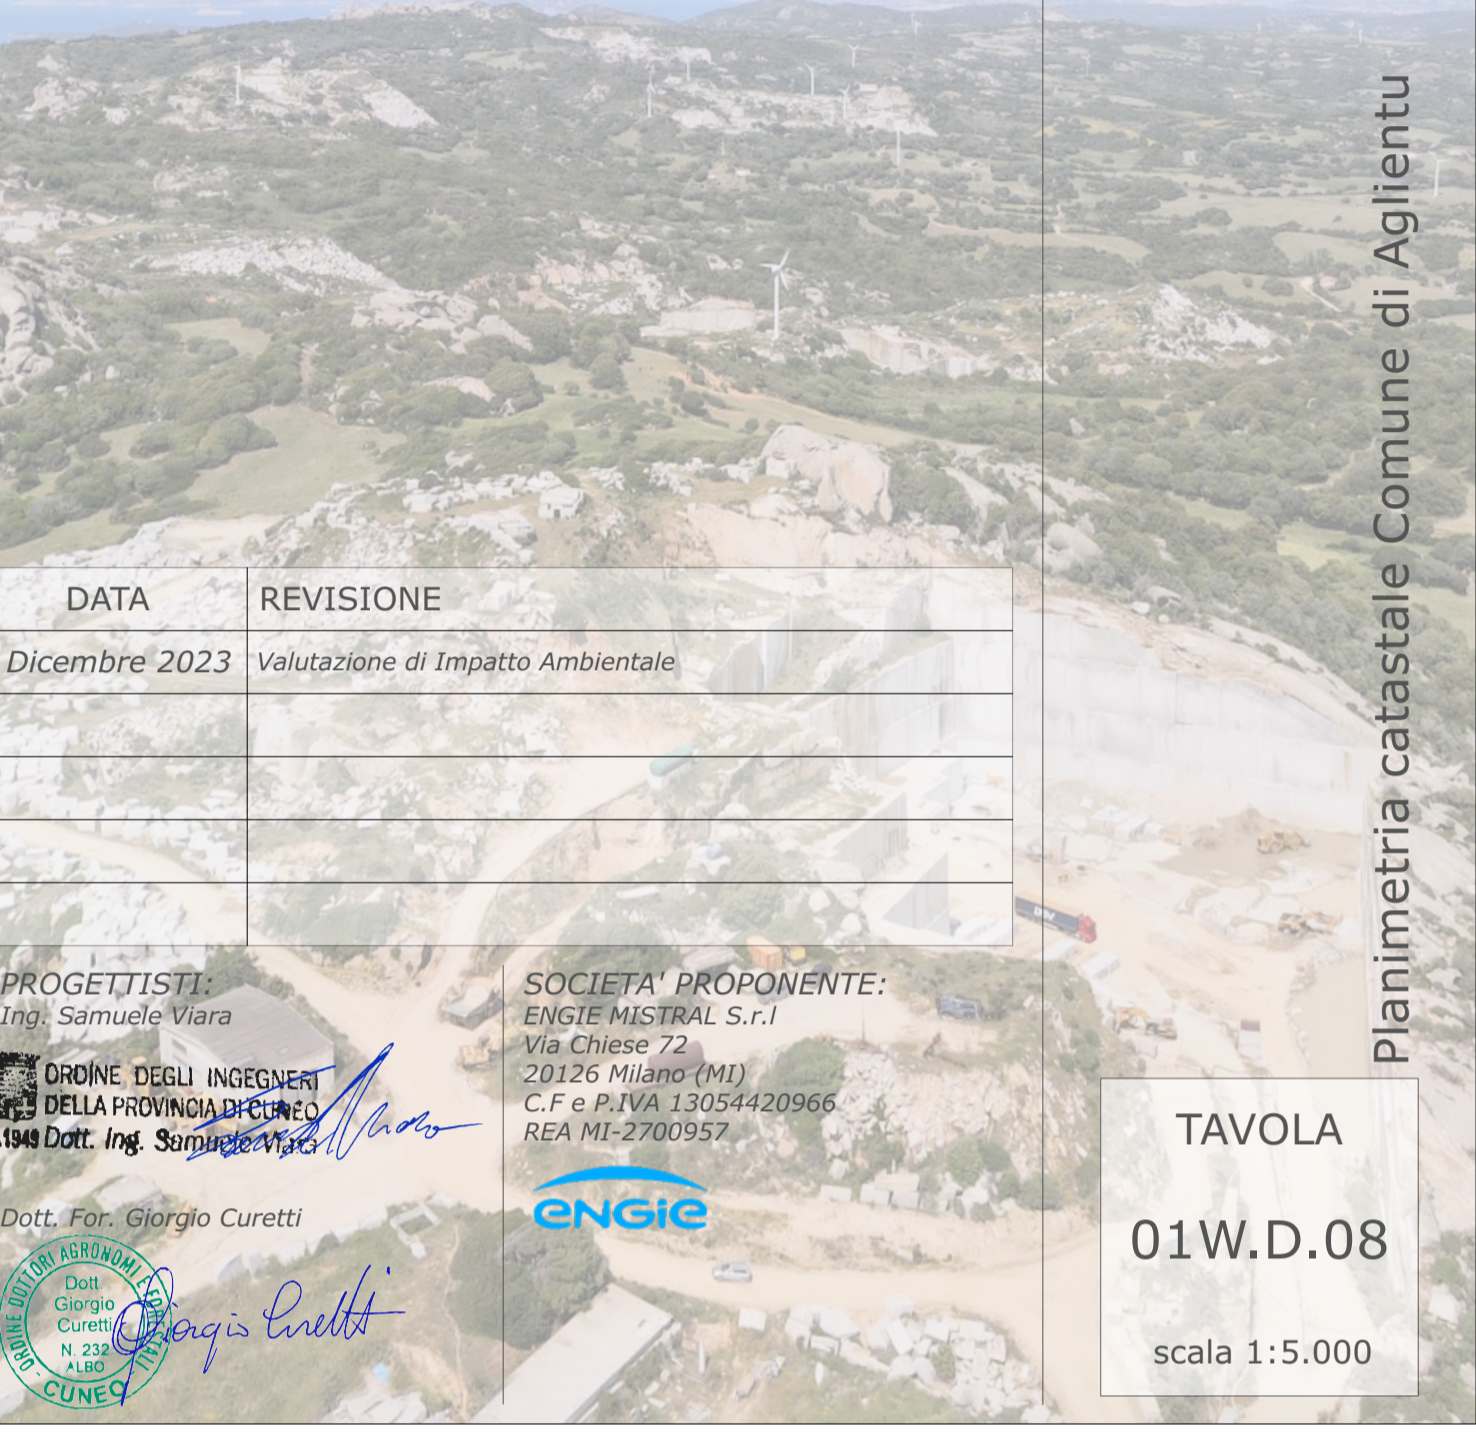 Planimetria catastale Comune di Aglientu
DATA REVISIONE
Dicembre 2023 Valutazione di Impatto Ambientale
PROGETTISTI:
Ing. Samuele Viara
ORDINE DEGLI INGEGNERI
DELLA PROVINCIA DI CUNEO
1949 Dott. Ing. Samuele Viara
Dott. For. Giorgio Curetti
ORDINE DOTTORI AGRONOMI E FORESTALI
Dott.
Giorgio
Curetti
N. 232
ALBO
CUNEO
Giorgio Curetti
SOCIETA' PROPONENTE:
ENGIE MISTRAL S.r.l
Via Chiese 72
20126 Milano (MI)
C.F e P.IVA 13054420966
REA MI-2700957
ENGIE
TAVOLA
01W.D.08
scala 1:5.000